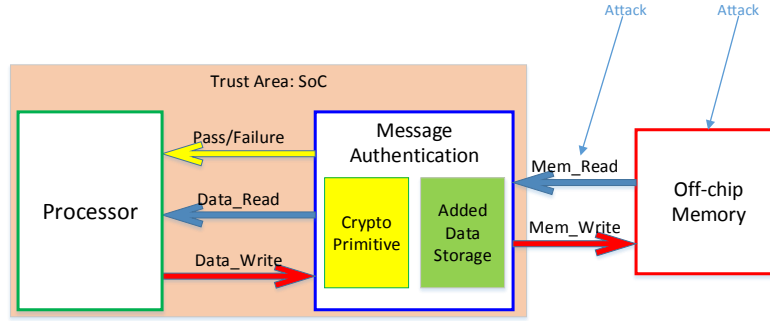 Attack
Attack
Trust Area: SoC
Pass/Failure
Message
Authentication
Mem_Read
Processor
Data_Read
Crypto
Primitive
Added
Data
Storage
Off-chip
Memory
Mem_Write
Data_Write